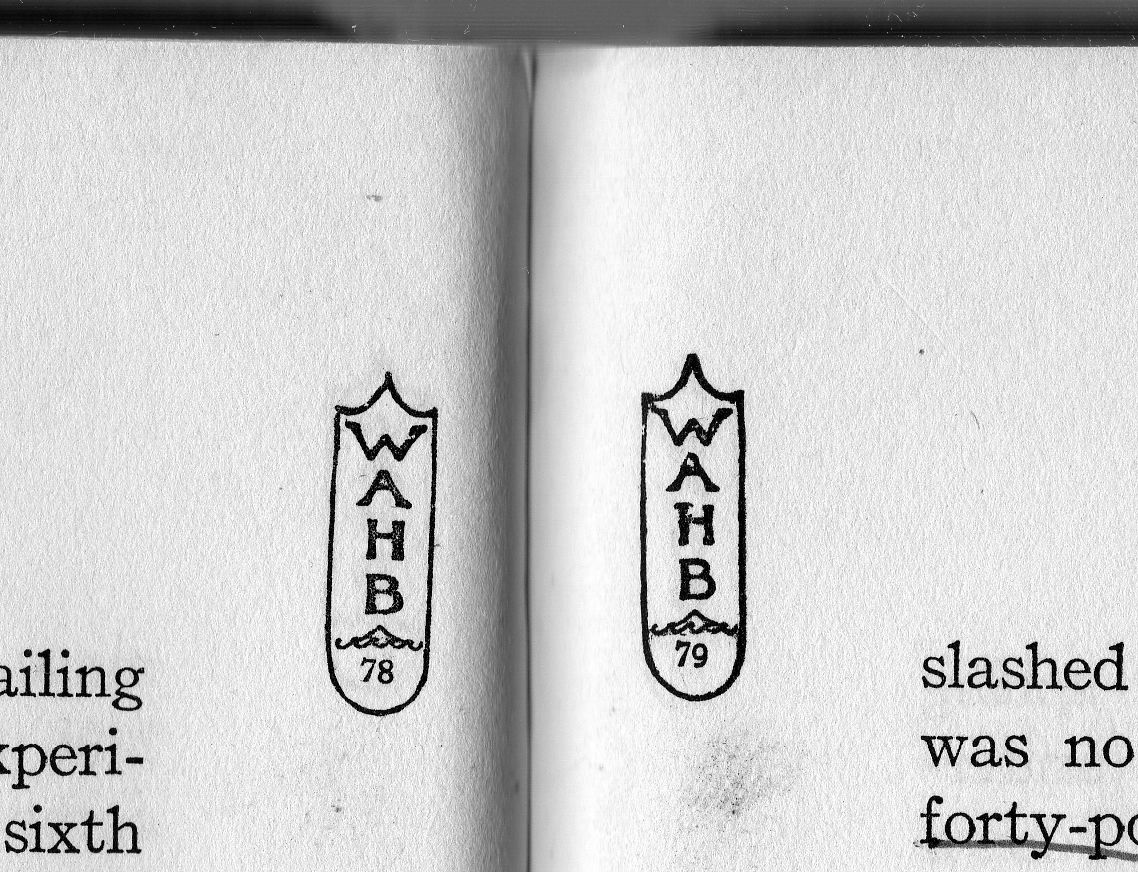 W
A
H
B
78
ailing
xperi-
sixth
W
A
H
B
79
slashed
was no
forty-po